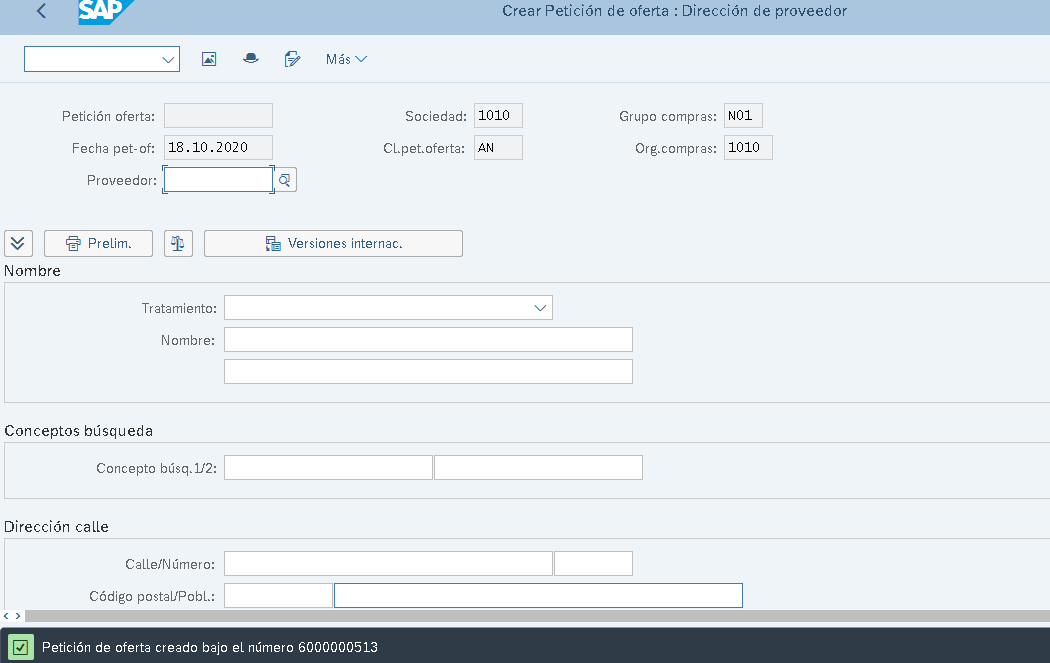 SAP Crear Petición de oferta : Dirección de proveedor
Más
Petición oferta: Sociedad: 1010 Grupo compras: N01
Fecha pet-of: 18.10.2020 Cl.pet.oferta: AN Org.compras: 1010
Proveedor:
Prelim. Versiones internac.
Nombre
Tratamiento:
Nombre:
Conceptos búsqueda
Concepto búsq.1/2:
Dirección calle
Calle/Número:
Código postal/Pobl.:
Petición de oferta creado bajo el número 6000000513